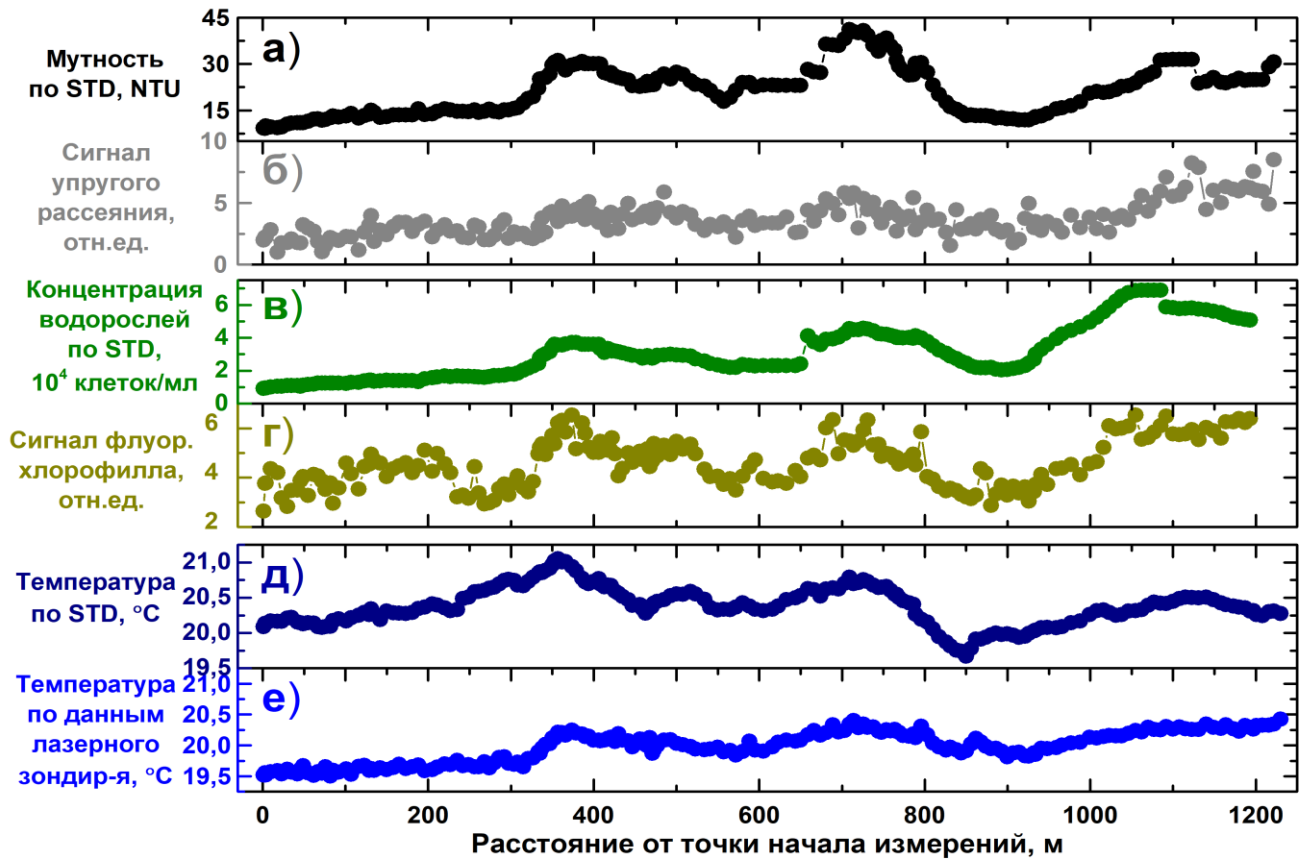 Мутность
по STD, NTU
45
30
15
а)
Сигнал
упругого
рассеяния,
отн.ед.
10
5
0
б)
Концентрация
водорослей
по STD,
10⁴ клеток/мл
6
4
2
0
в)
Сигнал флуор.
хлорофилла,
отн.ед.
6
4
2
г)
Температура
по STD, °C
21,0
20,5
20,0
19,5
д)
Температура
по данным
лазерного
зондир-я, °C
21,0
20,5
20,0
19,5
е)
0 200 400 600 800 1000 1200
Расстояние от точки начала измерений, м